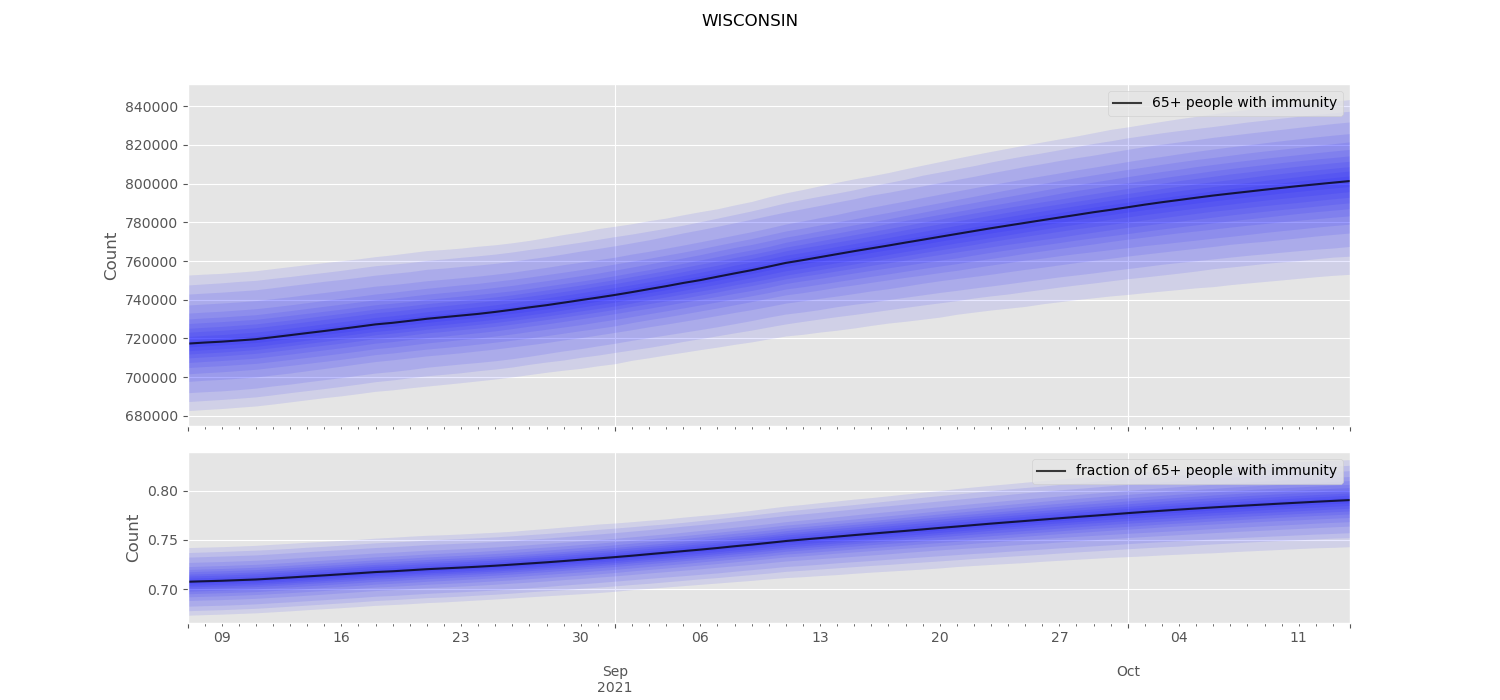 WISCONSIN
65+ people with immunity
Count
840000
820000
800000
780000
760000
740000
720000
700000
680000
fraction of 65+ people with immunity
Count
0.80
0.75
0.70
09 16 23 30 06 13 20 27 04 11
Sep Oct
2021